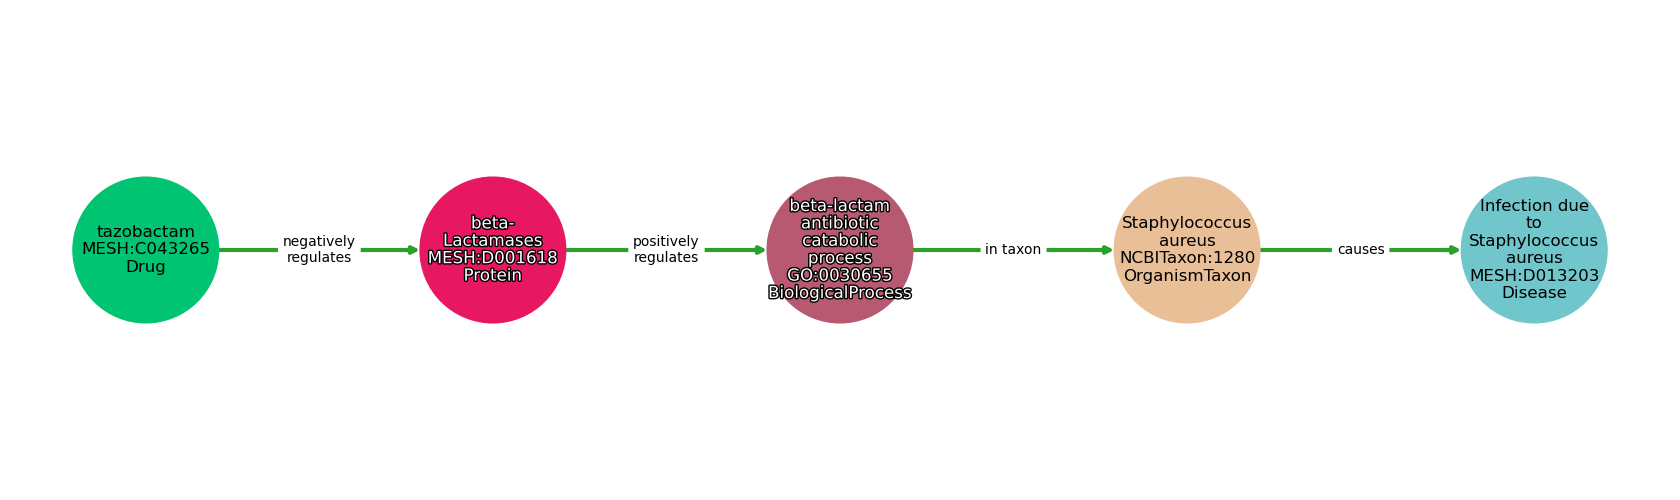 tazobactam
MESH:C043265
Drug
negatively
regulates
beta-
Lactamases
MESH:D001618
Protein
positively
regulates
beta-lactam
antibiotic
catabolic
process
GO:0030655
BiologicalProcess
in taxon
Staphylococcus
aureus
NCBITaxon:1280
OrganismTaxon
causes
Infection due
to
Staphylococcus
aureus
MESH:D013203
Disease